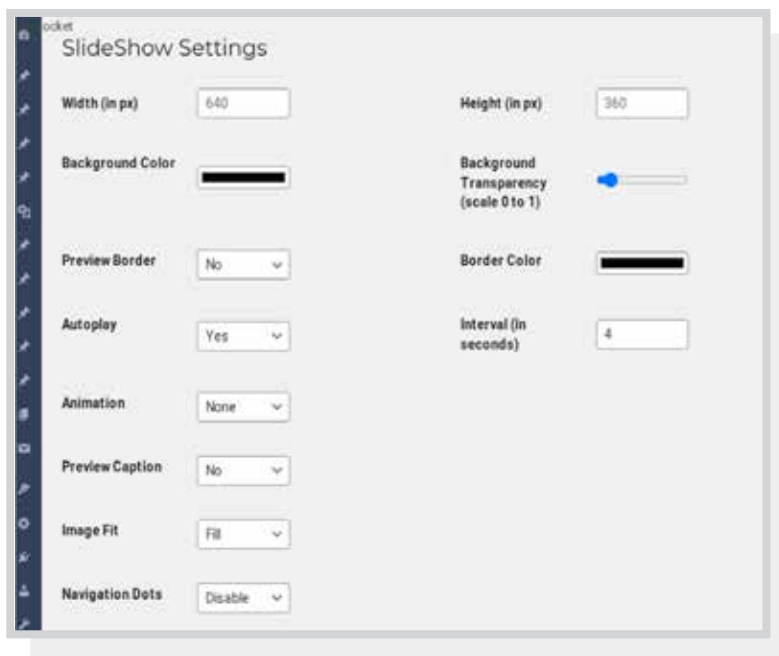 ocket
SlideShow Settings
Width (in px) 640 Height (in px) 360
Background Color Background
Transparency
(scale 0 to 1)
Preview Border No Border Color
Autoplay Yes Interval (in
seconds) 4
Animation None
Preview Caption No
Image Fit Fill
Navigation Dots Disable